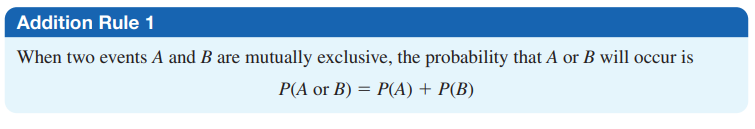 Addition Rule 1
When two events A and B are mutually exclusive, the probability that A or B will occur is
P(A or B) = P(A) + P(B)